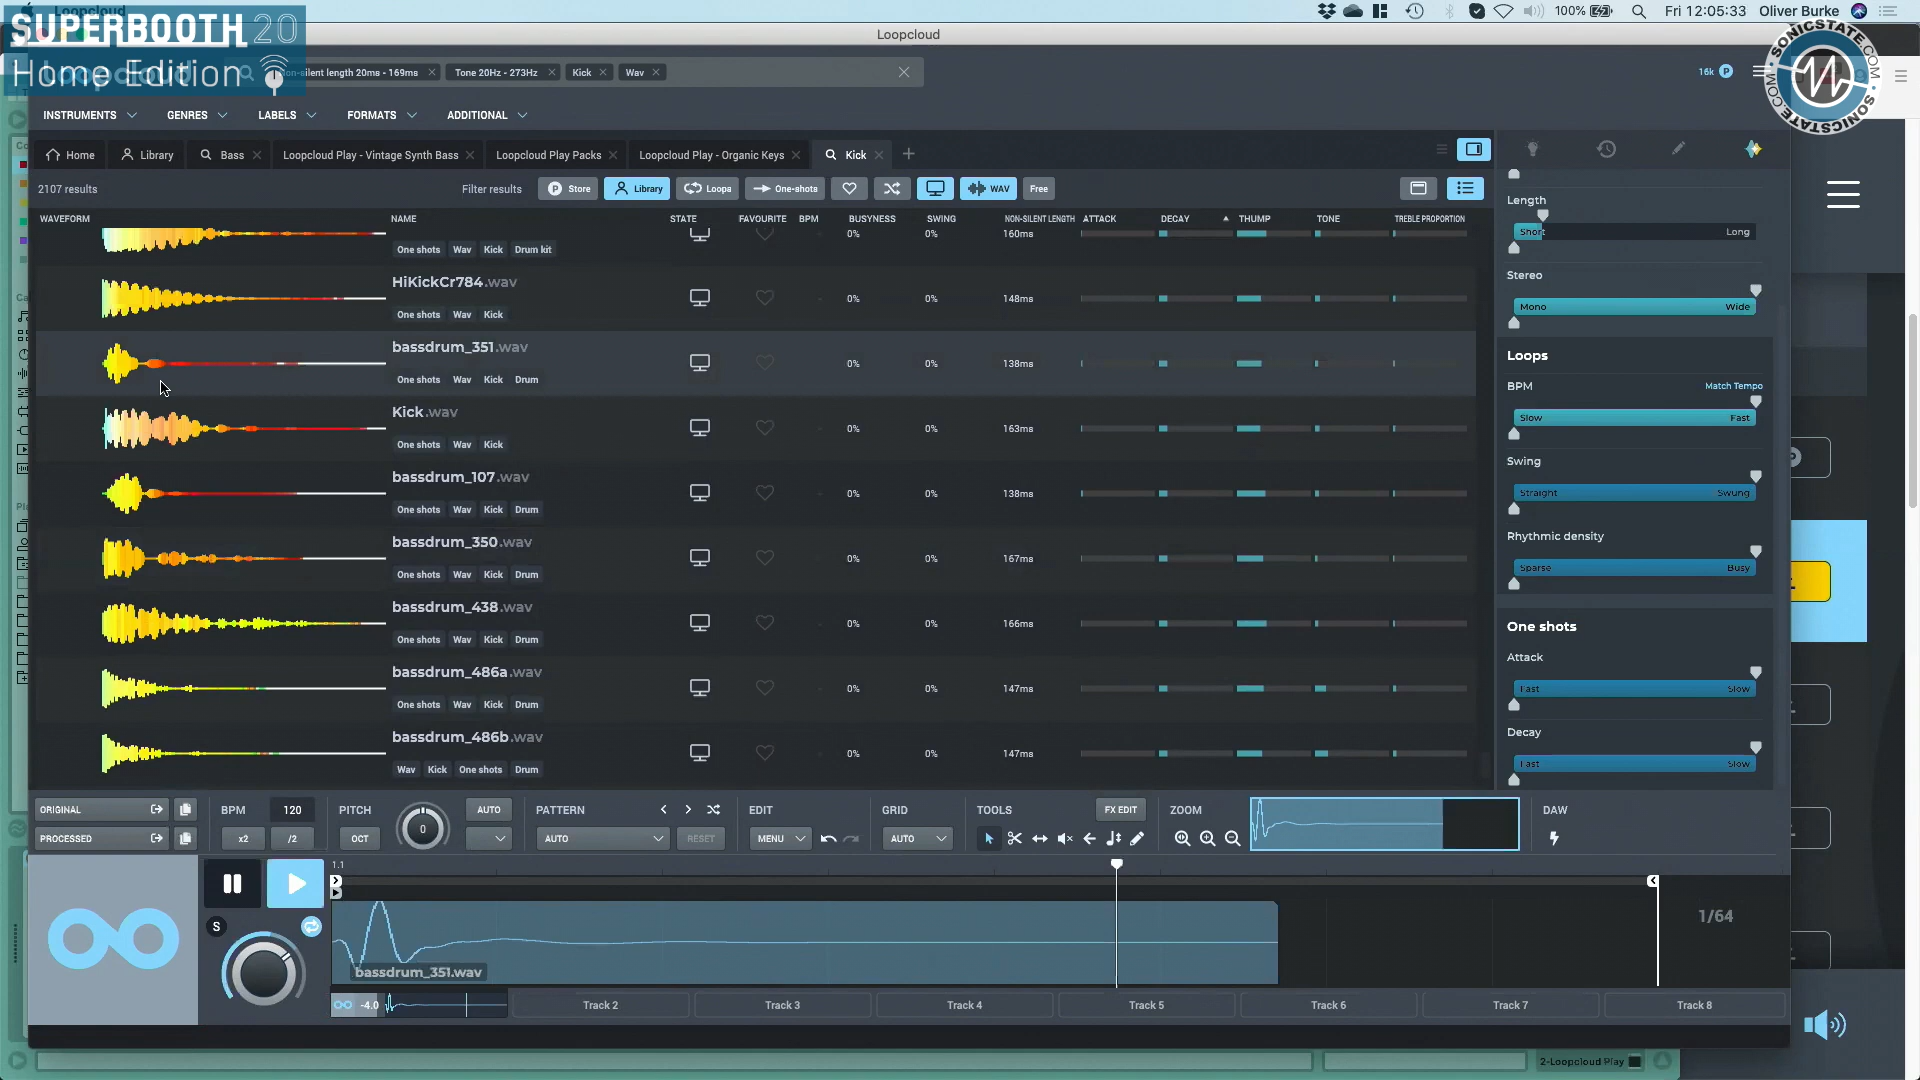 SUPERBOOTH 20
Home Edition
Loopcloud
100%
Fri 12:05:33
Oliver Burke
Loopcloud
SONICSTATE.COM
SONICSTATE.COM
silent length 20ms - 169ms
Tone 20Hz - 273Hz
Kick
Wav
16k
INSTRUMENTS
GENRES
LABELS
FORMATS
ADDITIONAL
Home
Library
Bass
Loopcloud Play - Vintage Synth Bass
Loopcloud Play Packs
Loopcloud Play - Organic Keys
Kick
2107 results
Filter results
Store
Library
Loops
One-shots
WAV
Free
WAVEFORM NAME STATE FAVOURITE BPM BUSYNESS SWING NON-SILENT LENGTH ATTACK DECAY THUMP TONE TREBLE PROPORTION
0% 0% 160ms
One shots Wav Kick Drum kit
HiKickCr784.wav
- 0% 0% 148ms
One shots Wav Kick
bassdrum_351.wav
- 0% 0% 138ms
One shots Wav Kick Drum
Kick.wav
- 0% 0% 163ms
One shots Wav Kick
bassdrum_107.wav
- 0% 0% 138ms
One shots Wav Kick Drum
bassdrum_350.wav
- 0% 0% 167ms
One shots Wav Kick Drum
bassdrum_438.wav
- 0% 0% 166ms
One shots Wav Kick Drum
bassdrum_486a.wav
- 0% 0% 147ms
One shots Wav Kick Drum
bassdrum_486b.wav
- 0% 0% 147ms
Wav Kick One shots Drum
Length
Short Long
Stereo
Mono Wide
Loops
BPM Match Tempo
Slow Fast
Swing
Straight Swung
Rhythmic density
Sparse Busy
One shots
Attack
Fast Slow
Decay
Fast Slow
ORIGINAL
PROCESSED
BPM 120
x2 /2
PITCH
OCT
0
AUTO
PATTERN
AUTO
RESET
EDIT
MENU
GRID
AUTO
TOOLS
FX EDIT
ZOOM
DAW
1.1
S
bassdrum_351.wav
1/64
-4.0
Track 2
Track 3
Track 4
Track 5
Track 6
Track 7
Track 8
2-Loopcloud Play